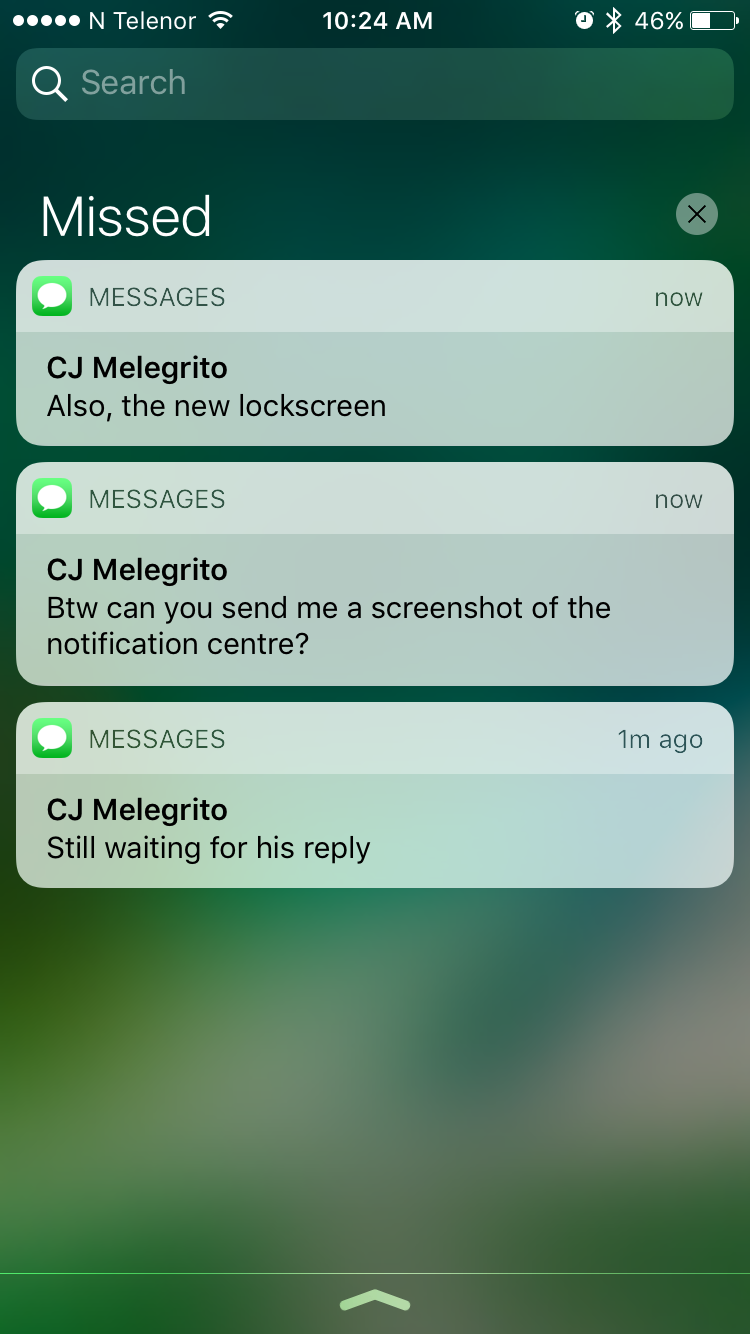 N Telenor 10:24 AM 46%
Search
Missed
MESSAGES now
CJ Melegrito
Also, the new lockscreen
MESSAGES now
CJ Melegrito
Btw can you send me a screenshot of the
notification centre?
MESSAGES 1m ago
CJ Melegrito
Still waiting for his reply